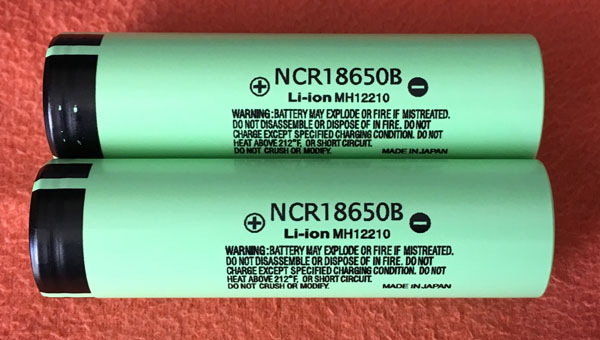 ⊕ NCR18650B ⊖
Li-ion MH12210
WARNING:BATTERY MAY EXPLODE OR FIRE IF MISTREATED.
DO NOT DISASSEMBLE OR DISPOSE OF IN FIRE. DO NOT
CHARGE EXCEPT SPECIFIED CHARGING CONDITION. DO NOT
HEAT ABOVE 212°F, OR SHORT CIRCUIT.
DO NOT CRUSH OR MODIFY. MADE IN JAPAN
⊕ NCR18650B ⊖
Li-ion MH12210
WARNING:BATTERY MAY EXPLODE OR FIRE IF MISTREATED.
DO NOT DISASSEMBLE OR DISPOSE OF IN FIRE. DO NOT
CHARGE EXCEPT SPECIFIED CHARGING CONDITION. DO NOT
HEAT ABOVE 212°F, OR SHORT CIRCUIT.
DO NOT CRUSH OR MODIFY. MADE IN JAPAN